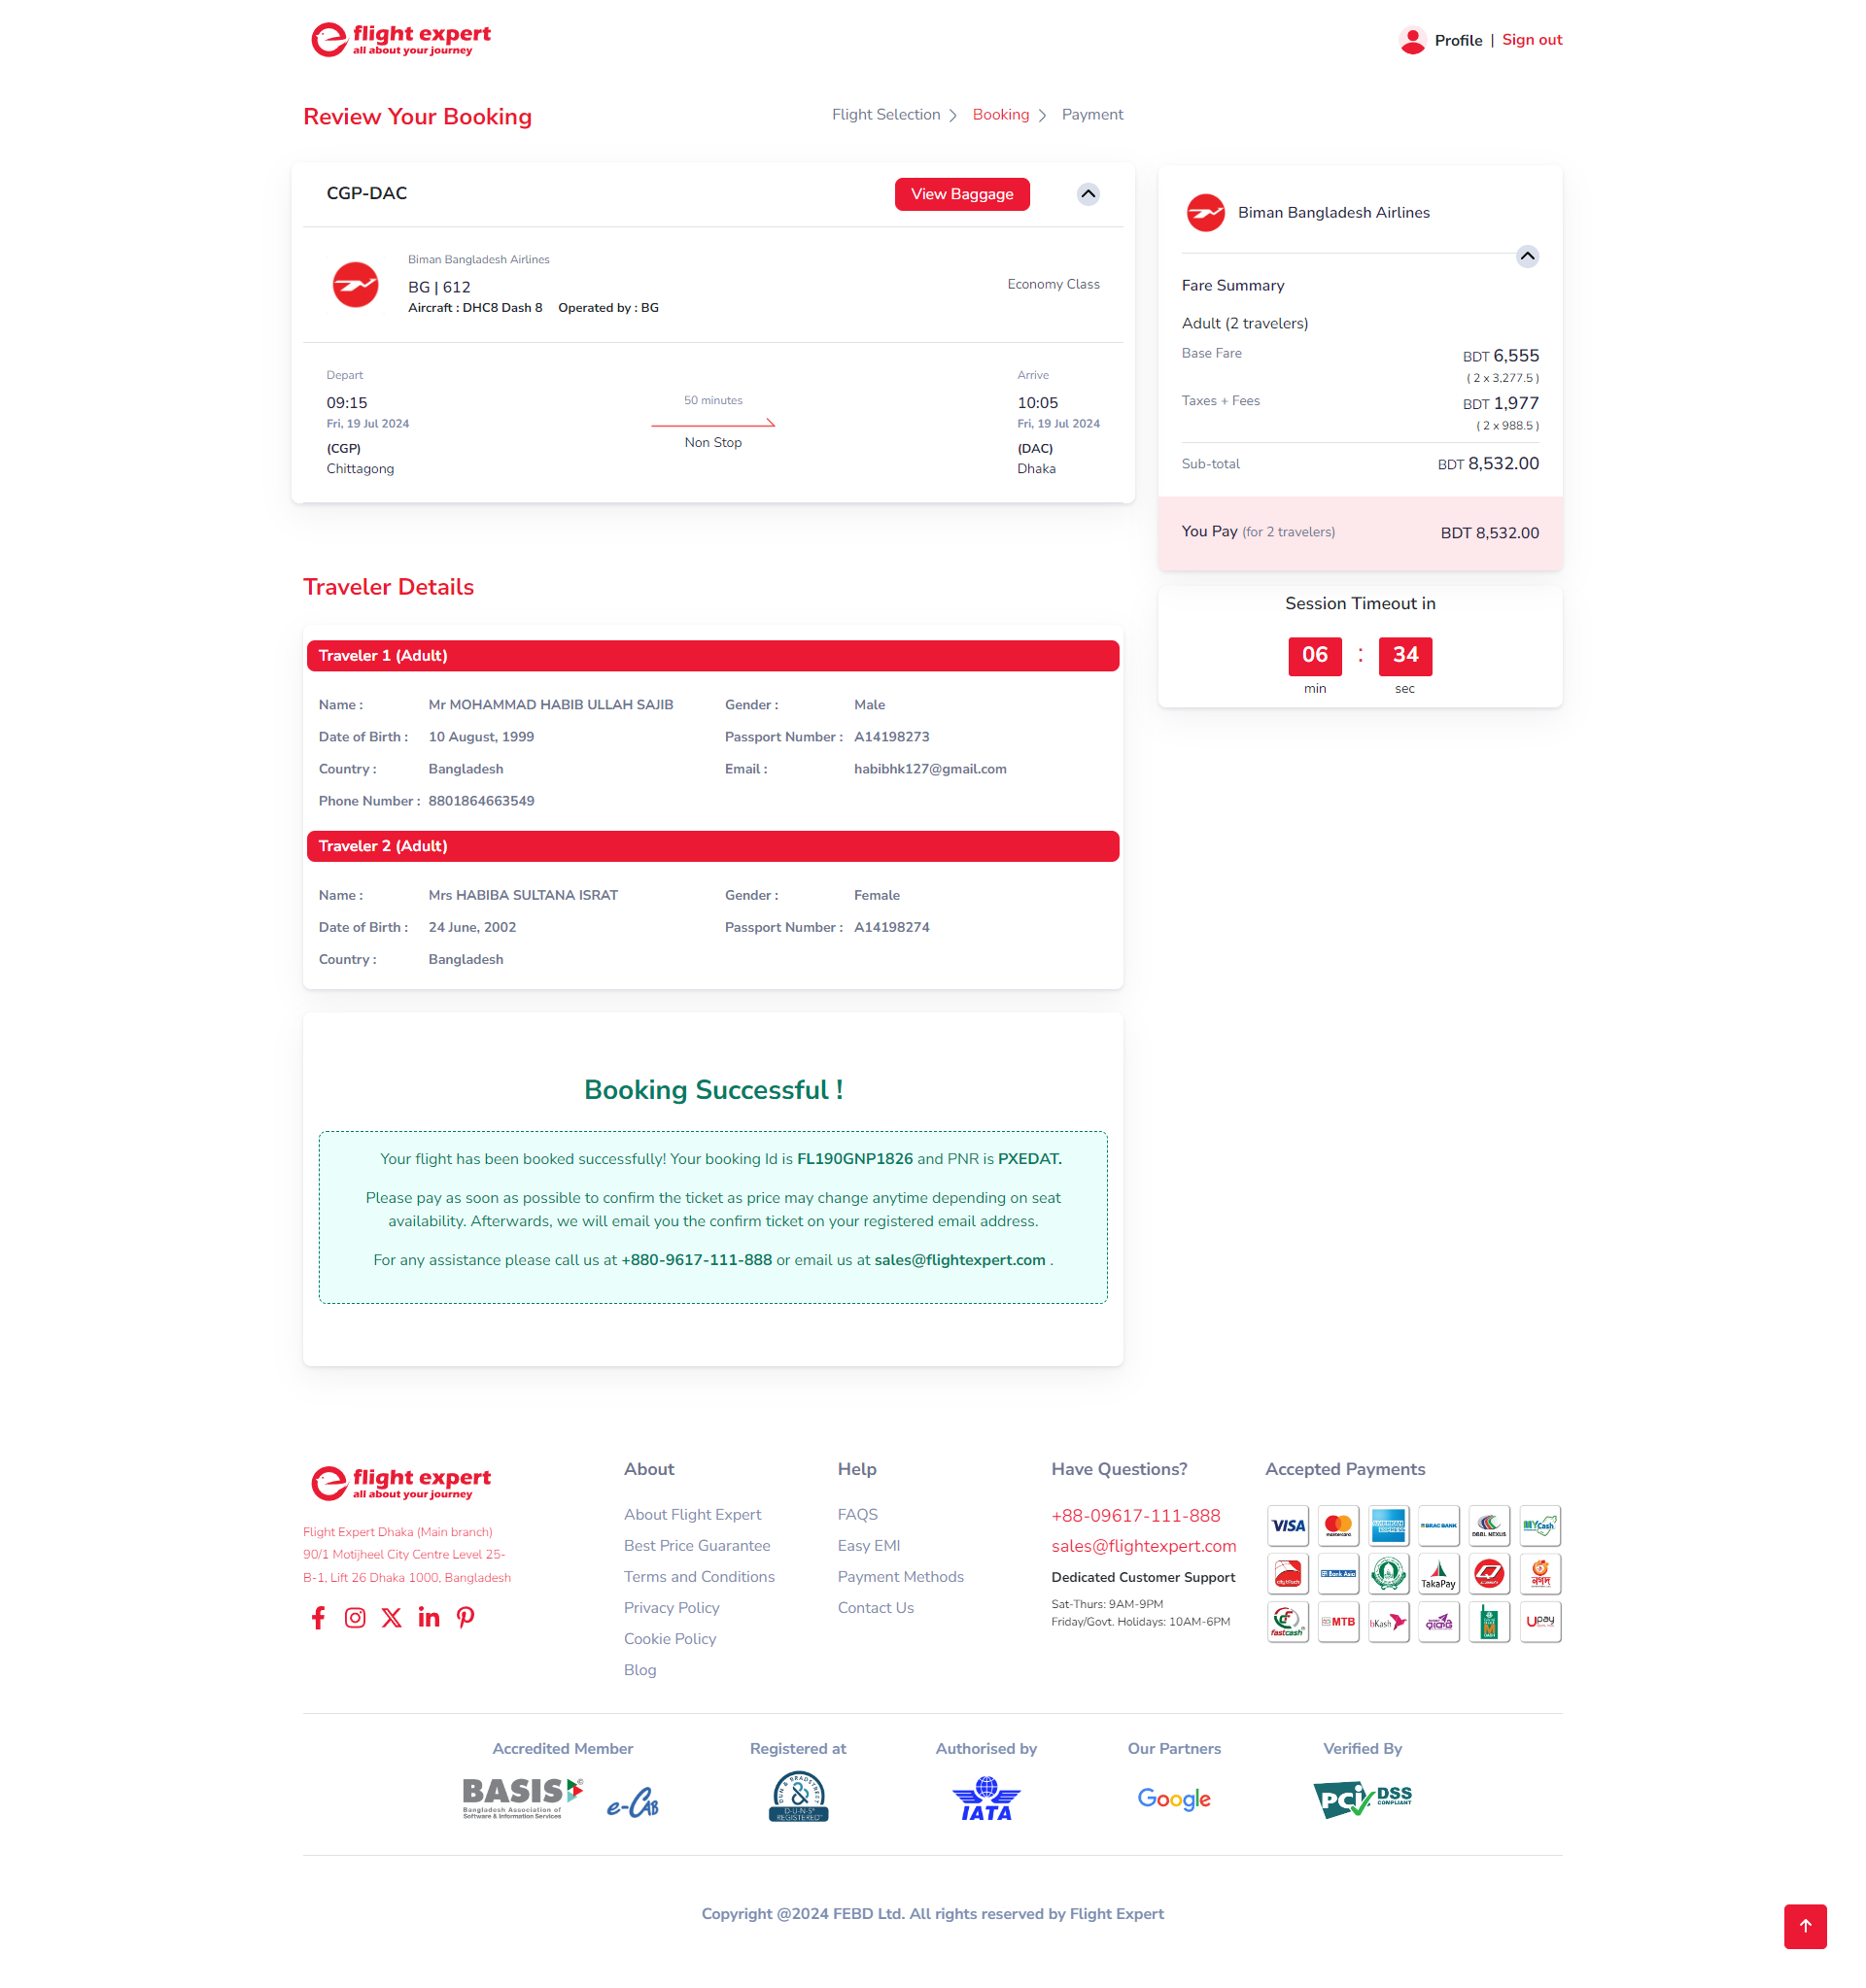 flight expert
all about your journey
Profile | Sign out
Review Your Booking
Flight Selection > Booking > Payment
CGP-DAC
View Baggage
Biman Bangladesh Airlines
BG | 612
Aircraft : DHC8 Dash 8 Operated by : BG
Economy Class
Depart
09:15
Fri, 19 Jul 2024
(CGP)
Chittagong
50 minutes
Non Stop
Arrive
10:05
Fri, 19 Jul 2024
(DAC)
Dhaka
Biman Bangladesh Airlines
Fare Summary
Adult (2 travelers)
Base Fare BDT 6,555
( 2 x 3,277.5 )
Taxes + Fees BDT 1,977
( 2 x 988.5 )
Sub-total BDT 8,532.00
You Pay (for 2 travelers) BDT 8,532.00
Session Timeout in
06 : 34
min sec
Traveler Details
Traveler 1 (Adult)
Name : Mr MOHAMMAD HABIB ULLAH SAJIB Gender : Male
Date of Birth : 10 August, 1999 Passport Number : A14198273
Country : Bangladesh Email : habibhk127@gmail.com
Phone Number : 8801864663549
Traveler 2 (Adult)
Name : Mrs HABIBA SULTANA ISRAT Gender : Female
Date of Birth : 24 June, 2002 Passport Number : A14198274
Country : Bangladesh
Booking Successful !
Your flight has been booked successfully! Your booking Id is FL190GNP1826 and PNR is PXEDAT.
Please pay as soon as possible to confirm the ticket as price may change anytime depending on seat
availability. Afterwards, we will email you the confirm ticket on your registered email address.
For any assistance please call us at +880-9617-111-888 or email us at sales@flightexpert.com .
flight expert
all about your journey
Flight Expert Dhaka (Main branch)
90/1 Motijheel City Centre Level 25-
B-1, Lift 26 Dhaka 1000, Bangladesh
About
About Flight Expert
Best Price Guarantee
Terms and Conditions
Privacy Policy
Cookie Policy
Blog
Help
FAQS
Easy EMI
Payment Methods
Contact Us
Have Questions?
+88-09617-111-888
sales@flightexpert.com
Dedicated Customer Support
Sat-Thurs: 9AM-9PM
Friday/Govt. Holidays: 10AM-6PM
Accepted Payments
VISA mastercard AMERICAN EXPRESS BRAC BANK DBBL NEXUS MYCash
citytouch Bank Asia TakaPay নগদ
fastcash MTB bKash Upay
Accredited Member
BASIS
Bangladesh Association of
Software & Information Services
e-CAB
Registered at
DUN & BRADSTREET
D-U-N-S
REGISTERED
Authorised by
IATA
Our Partners
Google
Verified By
PCI DSS
COMPLIANT
Copyright @2024 FEBD Ltd. All rights reserved by Flight Expert